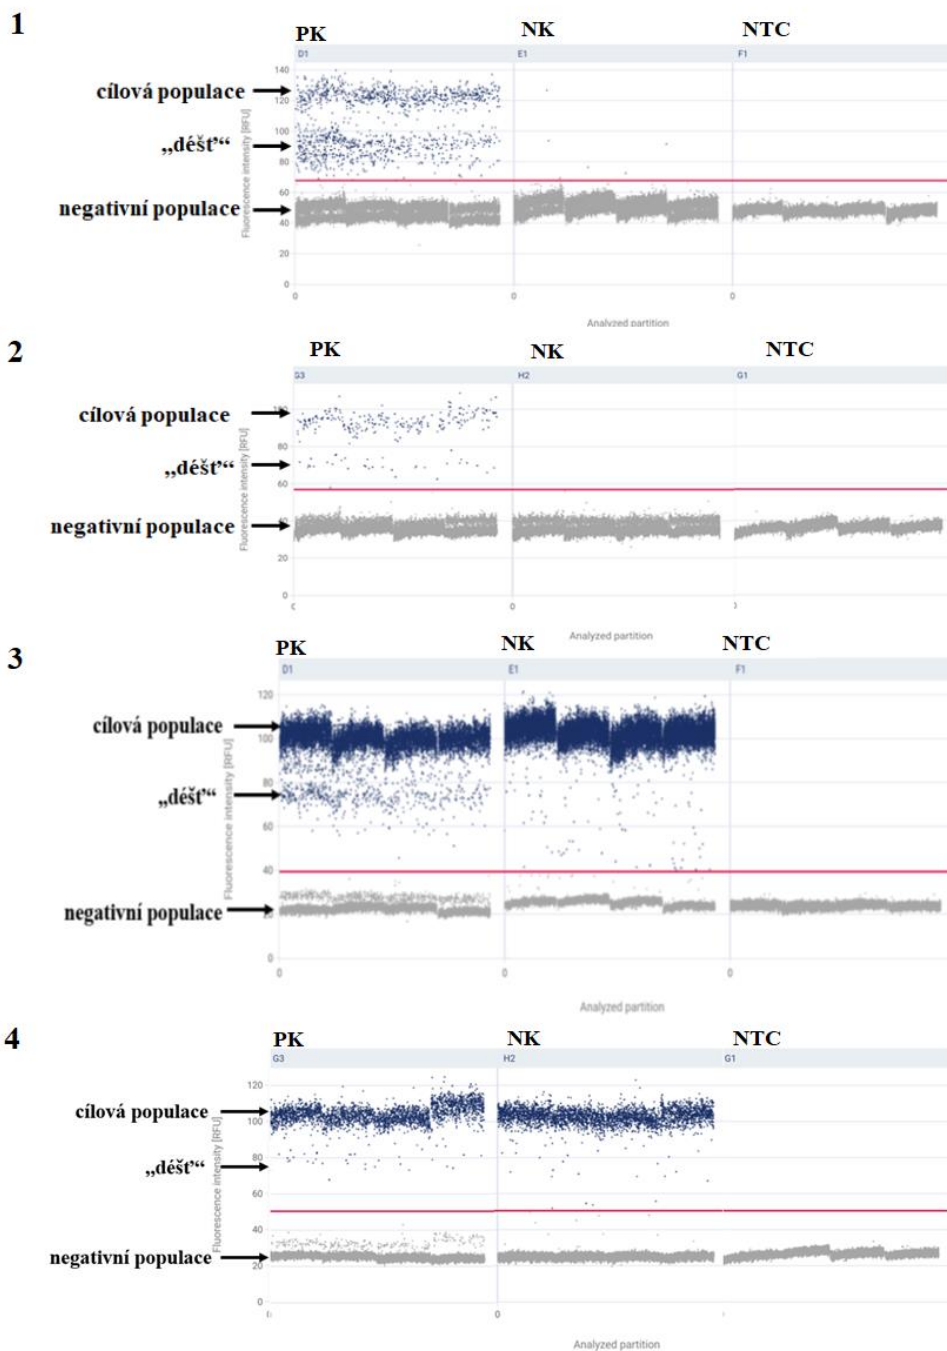 1
PK NK NTC
D1 E1 F1
140
cílová populace
120
100
„déšť“
80
60
negativní populace
40
20
0
Fluorescence intensity [RFU]
0 0 0
Analyzed partition
2
PK NK NTC
G3 H2 G1
cílová populace
80
„déšť“
60
negativní populace
20
0
Fluorescence intensity [RFU]
0
Analyzed partition
3
PK NK NTC
D1 E1 F1
120
cílová populace
100
80
„déšť“
60
40
negativní populace
0
Fluorescence intensity [RFU]
0 0 0
Analyzed partition
4
PK NK NTC
G3 H2 G1
120
cílová populace
100
80
„déšť“
60
40
negativní populace
20
0
Fluorescence intensity [RFU]
0
Analyzed partition